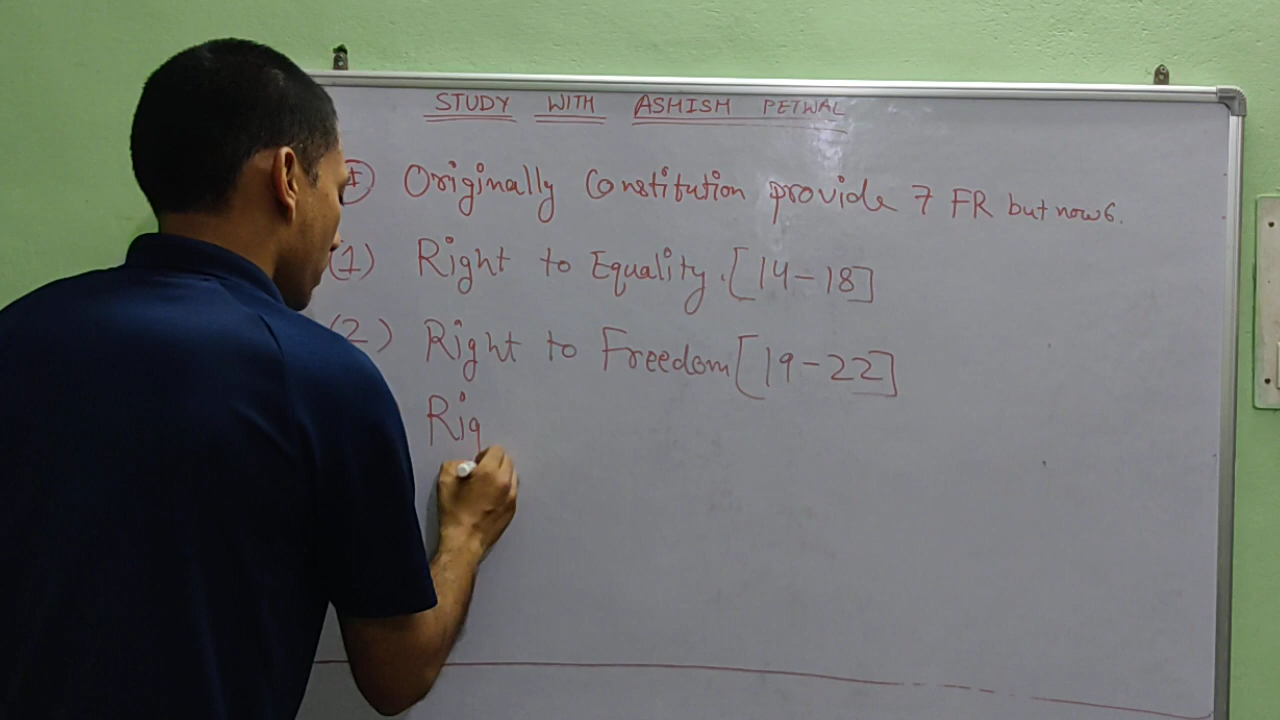 STUDY WITH ASHISH PETWAL
Originally Constitution provide 7 FR but now 6.
(1) Right to Equality. [14-18]
(2) Right to Freedom [19-22]
Rig